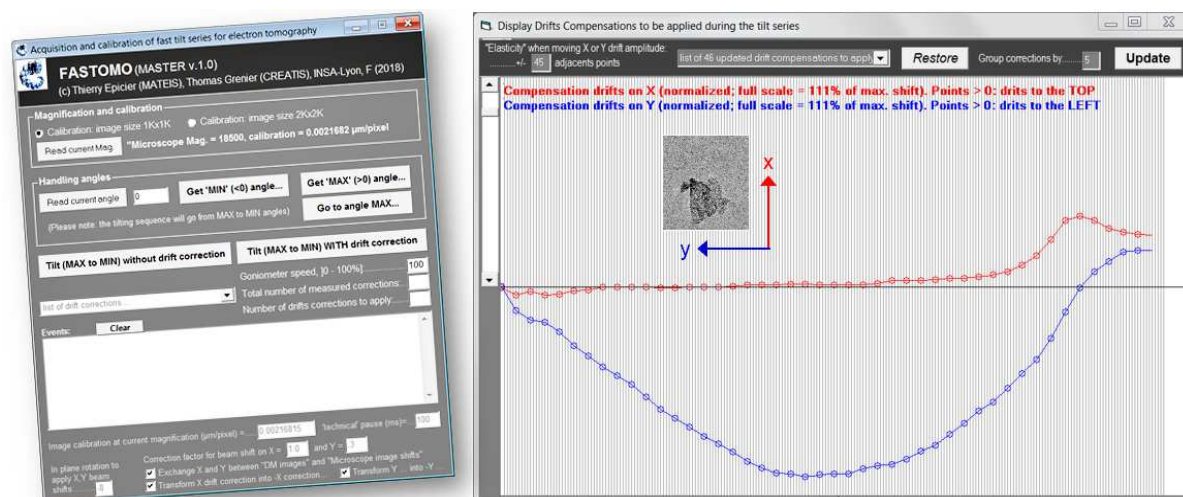 Acquisition and calibration of fast tilt series for electron tomography
FASTOMO (MASTER v.1.0)
(c) Thierry Epicier (MATEIS), Thomas Grenier (CREATIS), INSA-Lyon, F (2018)
Magnification and calibration
Calibration: image size 1Kx1K
Calibration: image size 2Kx2K
Read current Mag.
"Microscope Mag. = 18500, calibration = 0.0021682 µm/pixel
Handling angles
Read current angle
0
Get 'MIN' (<0) angle...
Get 'MAX' (>0) angle...
(Please note: the tilting sequence will go from MAX to MIN angles)
Go to angle MAX...
Tilt (MAX to MIN) without drift correction
Tilt (MAX to MIN) WITH drift correction
Goniometer speed, ]0 - 100%]
100
list of drift corrections...
Total number of measured corrections
Number of drifts corrections to apply
Events:
Clear
Image calibration at current magnification (µm/pixel) =
0.00216815
'technical' pause (ms)=
100
In plane rotation to
apply X,Y beam
shifts
Correction factor for beam shift on X =
1.0
and Y =
Exchange X and Y between "DM images" and "Microscope image shifts"
Transform X drift correction into -X correction...
Transform Y ... into -Y ...
Display Drifts Compensations to be applied during the tilt series
"Elasticity" when moving X or Y drift amplitude:
+/- 45 adjacents points
list of 46 updated drift compensations to apply
Restore
Group corrections by
5
Update
Compensation drifts on X (normalized; full scale = 111% of max. shift). Points > 0: drits to the TOP
Compensation drifts on Y (normalized; full scale = 111% of max. shift). Points > 0: drits to the LEFT
x
y